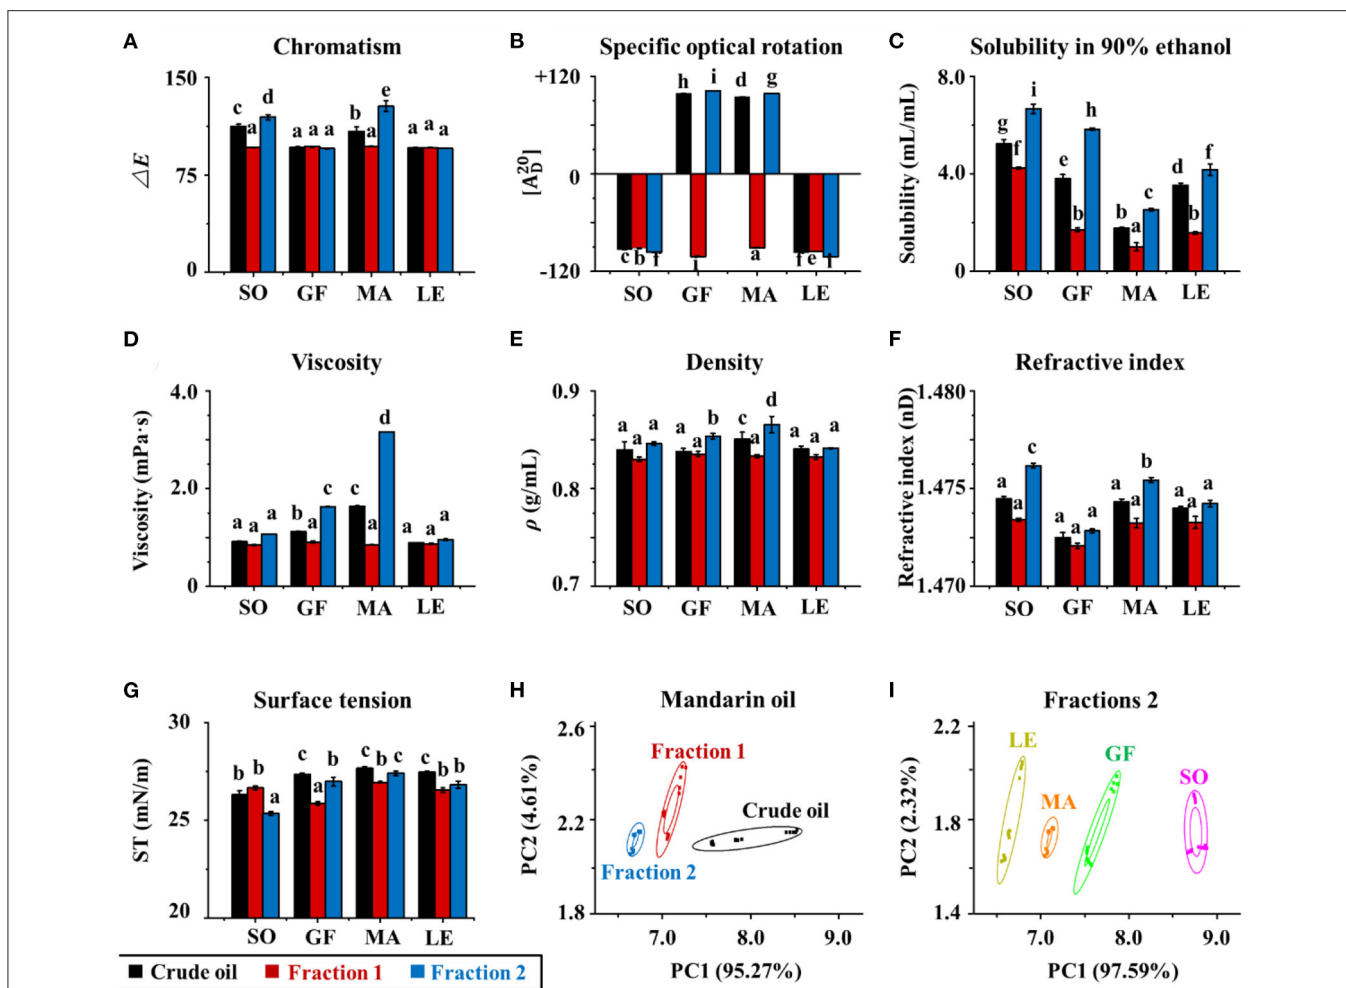 A Chromatism
150
c d b e
a a a a a a a a
ΔE
75
0
SO GF MA LE
B Specific optical rotation
+120
h i d g
[A²⁰D]
0
c b f i a f e i
-120
SO GF MA LE
C Solubility in 90% ethanol
8.0
g f i e b h b a c d b f
Solubility (mL/mL)
4.0
0
SO GF MA LE
D Viscosity
4.0
a a a b a c c a d a a a
Viscosity (mPa·s)
2.0
0
SO GF MA LE
E Density
0.9
a a a a a b c a d a a a
ρ (g/mL)
0.8
0.7
SO GF MA LE
F Refractive index
1.480
a a c a a a a a b a a a
Refractive index (nD)
1.475
1.470
SO GF MA LE
G Surface tension
30
b b a c a b c b c c b b
ST (mN/m)
25
20
SO GF MA LE
H Mandarin oil
2.6
Fraction 1
Crude oil
PC2 (4.61%)
2.2
Fraction 2
1.8
7.0 8.0 9.0
PC1 (95.27%)
I Fractions 2
2.2
LE
GF
SO
MA
PC2 (2.32%)
1.8
1.4
7.0 8.0 9.0
PC1 (97.59%)
Crude oil Fraction 1 Fraction 2